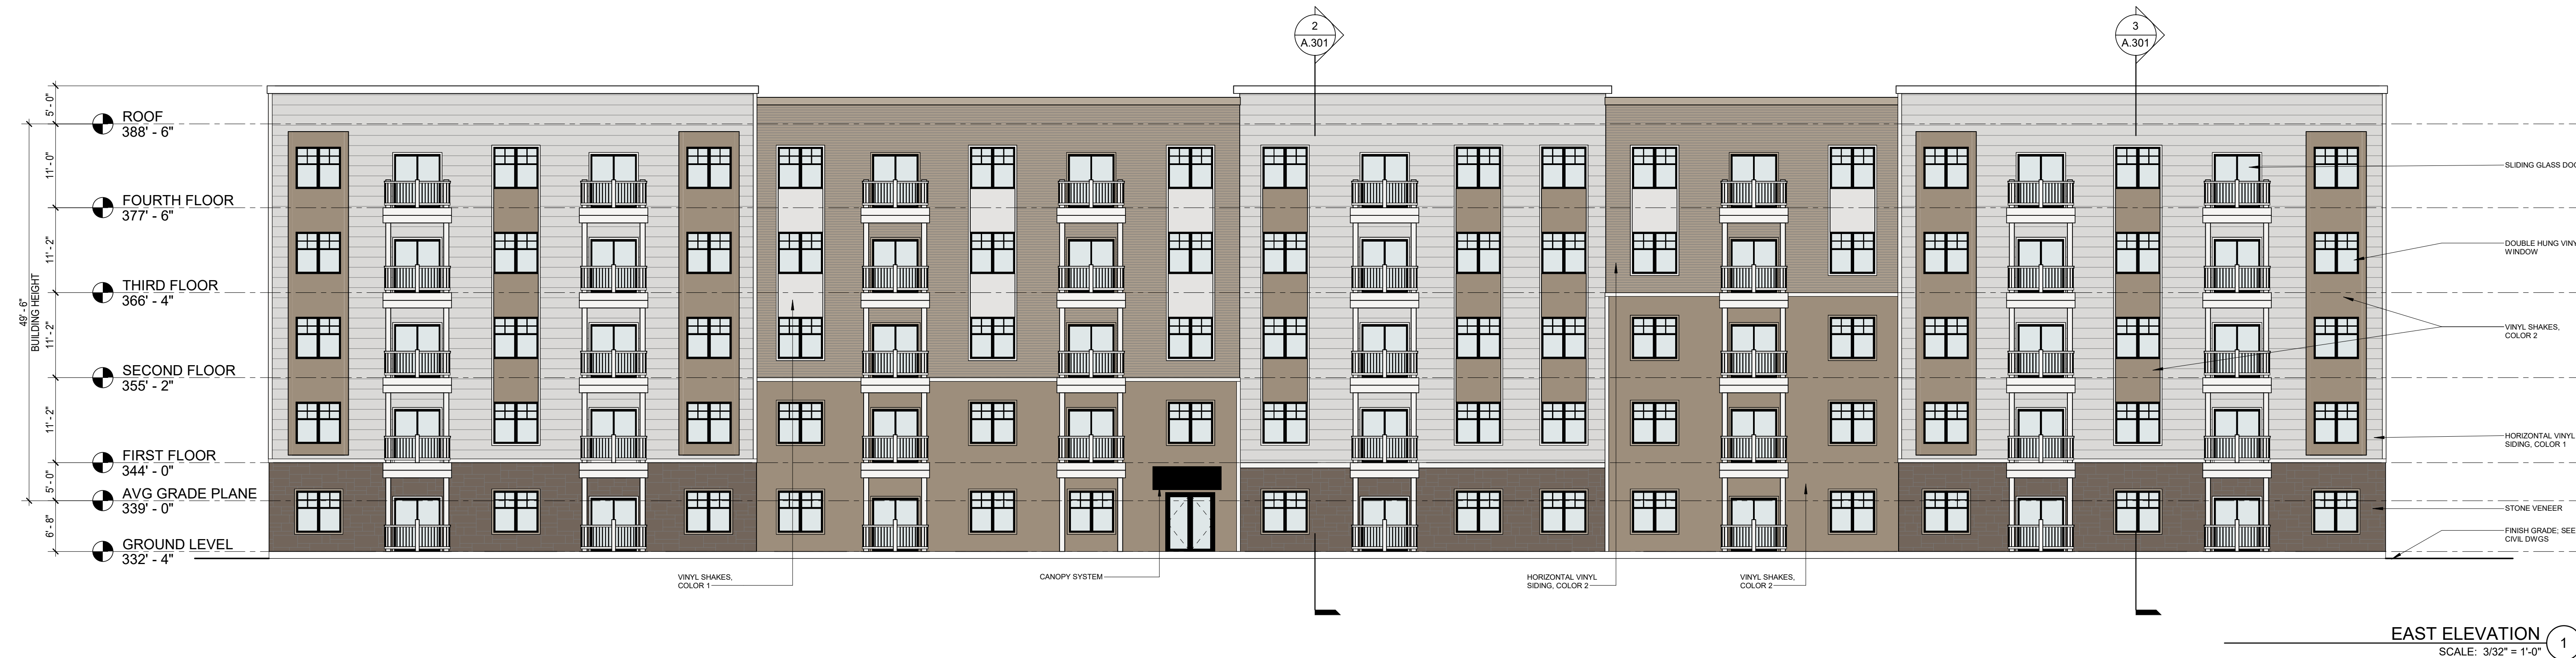 2
A.301
3
A.301
5' - 0"
ROOF
388' - 6"
11' - 0"
FOURTH FLOOR
377' - 6"
11' - 2"
THIRD FLOOR
366' - 4"
49' - 6"
BUILDING HEIGHT
11' - 2"
SECOND FLOOR
355' - 2"
11' - 2"
FIRST FLOOR
344' - 0"
5' - 0"
AVG GRADE PLANE
339' - 0"
6' - 8"
GROUND LEVEL
332' - 4"
SLIDING GLASS
DOUBLE HUNG
WINDOW
VINYL SHAKES,
COLOR 2
HORIZONTAL VINYL
SIDING, COLOR 1
STONE VENEER
FINISH GRADE; SEE
CIVIL DWGS
VINYL SHAKES,
COLOR 1
CANOPY SYSTEM
HORIZONTAL VINYL
SIDING, COLOR 2
VINYL SHAKES,
COLOR 2
EAST ELEVATION
SCALE: 3/32" = 1'-0"
1